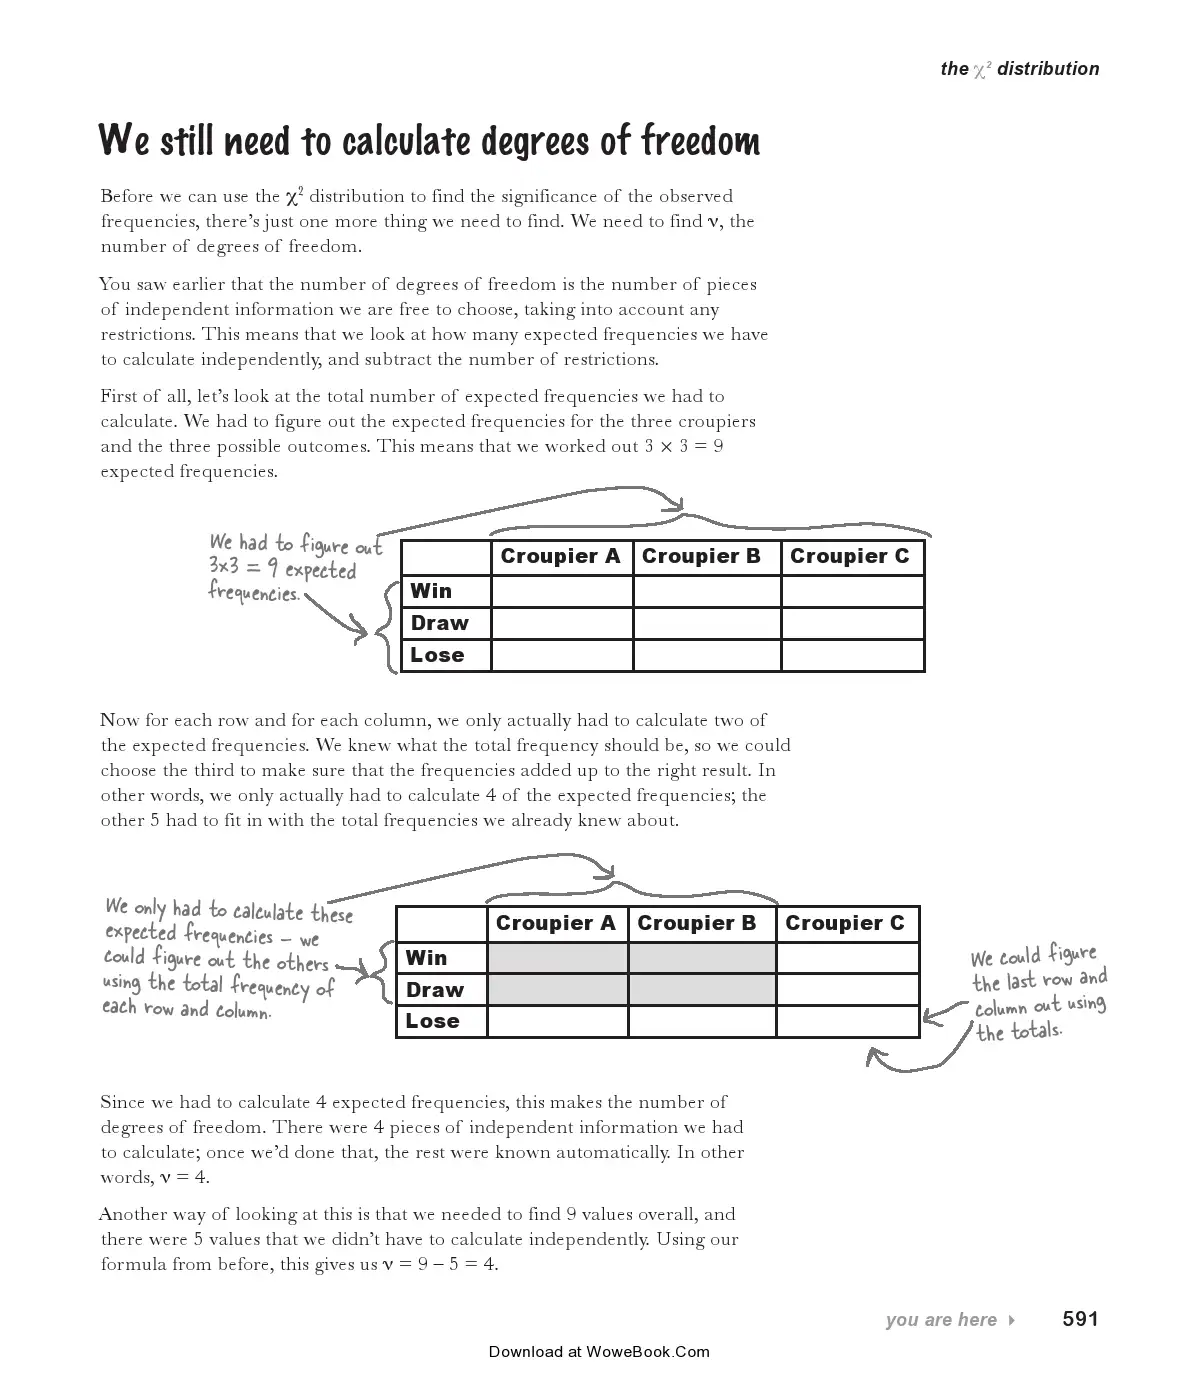 the χ² distribution
We still need to calculate degrees of freedom
Before we can use the χ² distribution to find the significance of the observed
frequencies, there’s just one more thing we need to find. We need to find ν, the
number of degrees of freedom.
You saw earlier that the number of degrees of freedom is the number of pieces
of independent information we are free to choose, taking into account any
restrictions. This means that we look at how many expected frequencies we have
to calculate independently, and subtract the number of restrictions.
First of all, let’s look at the total number of expected frequencies we had to
calculate. We had to figure out the expected frequencies for the three croupiers
and the three possible outcomes. This means that we worked out 3 × 3 = 9
expected frequencies.
We had to figure out
3x3 = 9 expected
frequencies.
Croupier A Croupier B Croupier C
Win
Draw
Lose
Now for each row and for each column, we only actually had to calculate two of
the expected frequencies. We knew what the total frequency should be, so we could
choose the third to make sure that the frequencies added up to the right result. In
other words, we only actually had to calculate 4 of the expected frequencies; the
other 5 had to fit in with the total frequencies we already knew about.
We only had to calculate these
expected frequencies – we
could figure out the others
using the total frequency of
each row and column.
Croupier A Croupier B Croupier C
Win
Draw
Lose
We could figure
the last row and
column out using
the totals.
Since we had to calculate 4 expected frequencies, this makes the number of
degrees of freedom. There were 4 pieces of independent information we had
to calculate; once we’d done that, the rest were known automatically. In other
words, ν = 4.
Another way of looking at this is that we needed to find 9 values overall, and
there were 5 values that we didn’t have to calculate independently. Using our
formula from before, this gives us ν = 9 – 5 = 4.
you are here 591
Download at WoweBook.Com